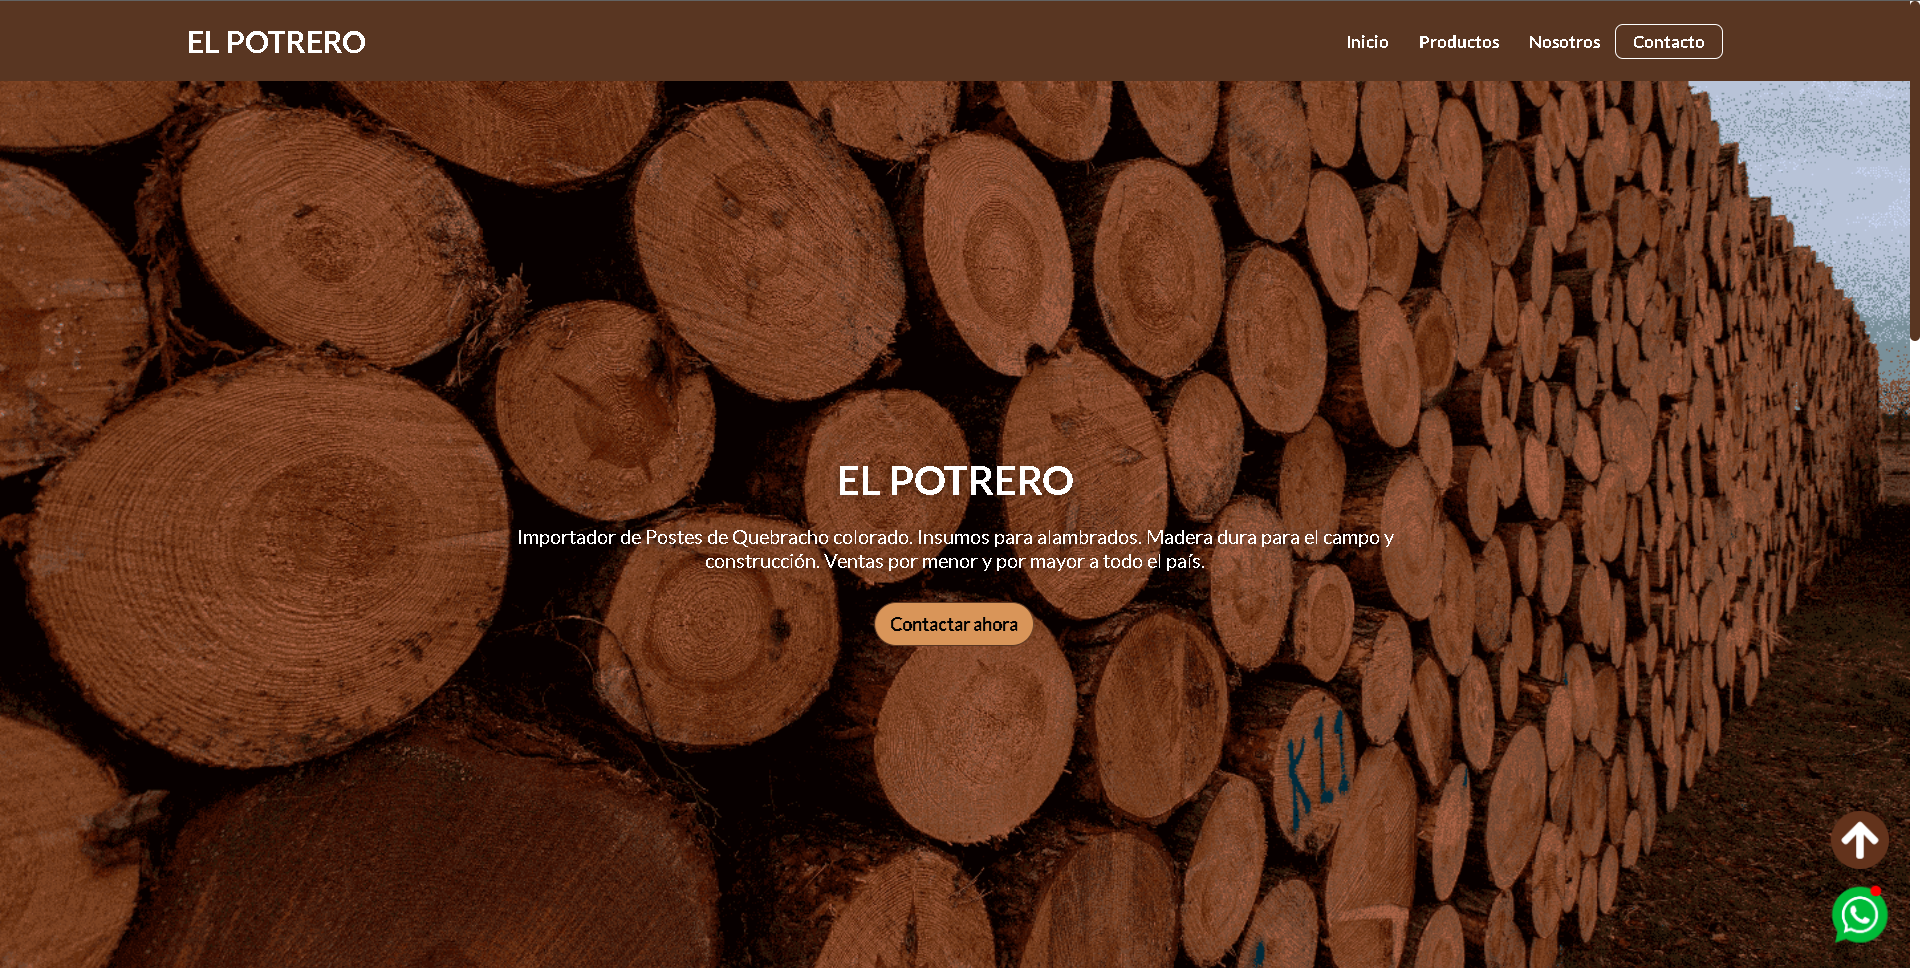 EL POTRERO
Inicio
Productos
Nosotros
Contacto
EL POTRERO
Importador de Postes de Quebracho colorado. Insumos para alambrados. Madera dura para el campo y
construcción. Ventas por menor y por mayor a todo el país.
Contactar ahora
K11